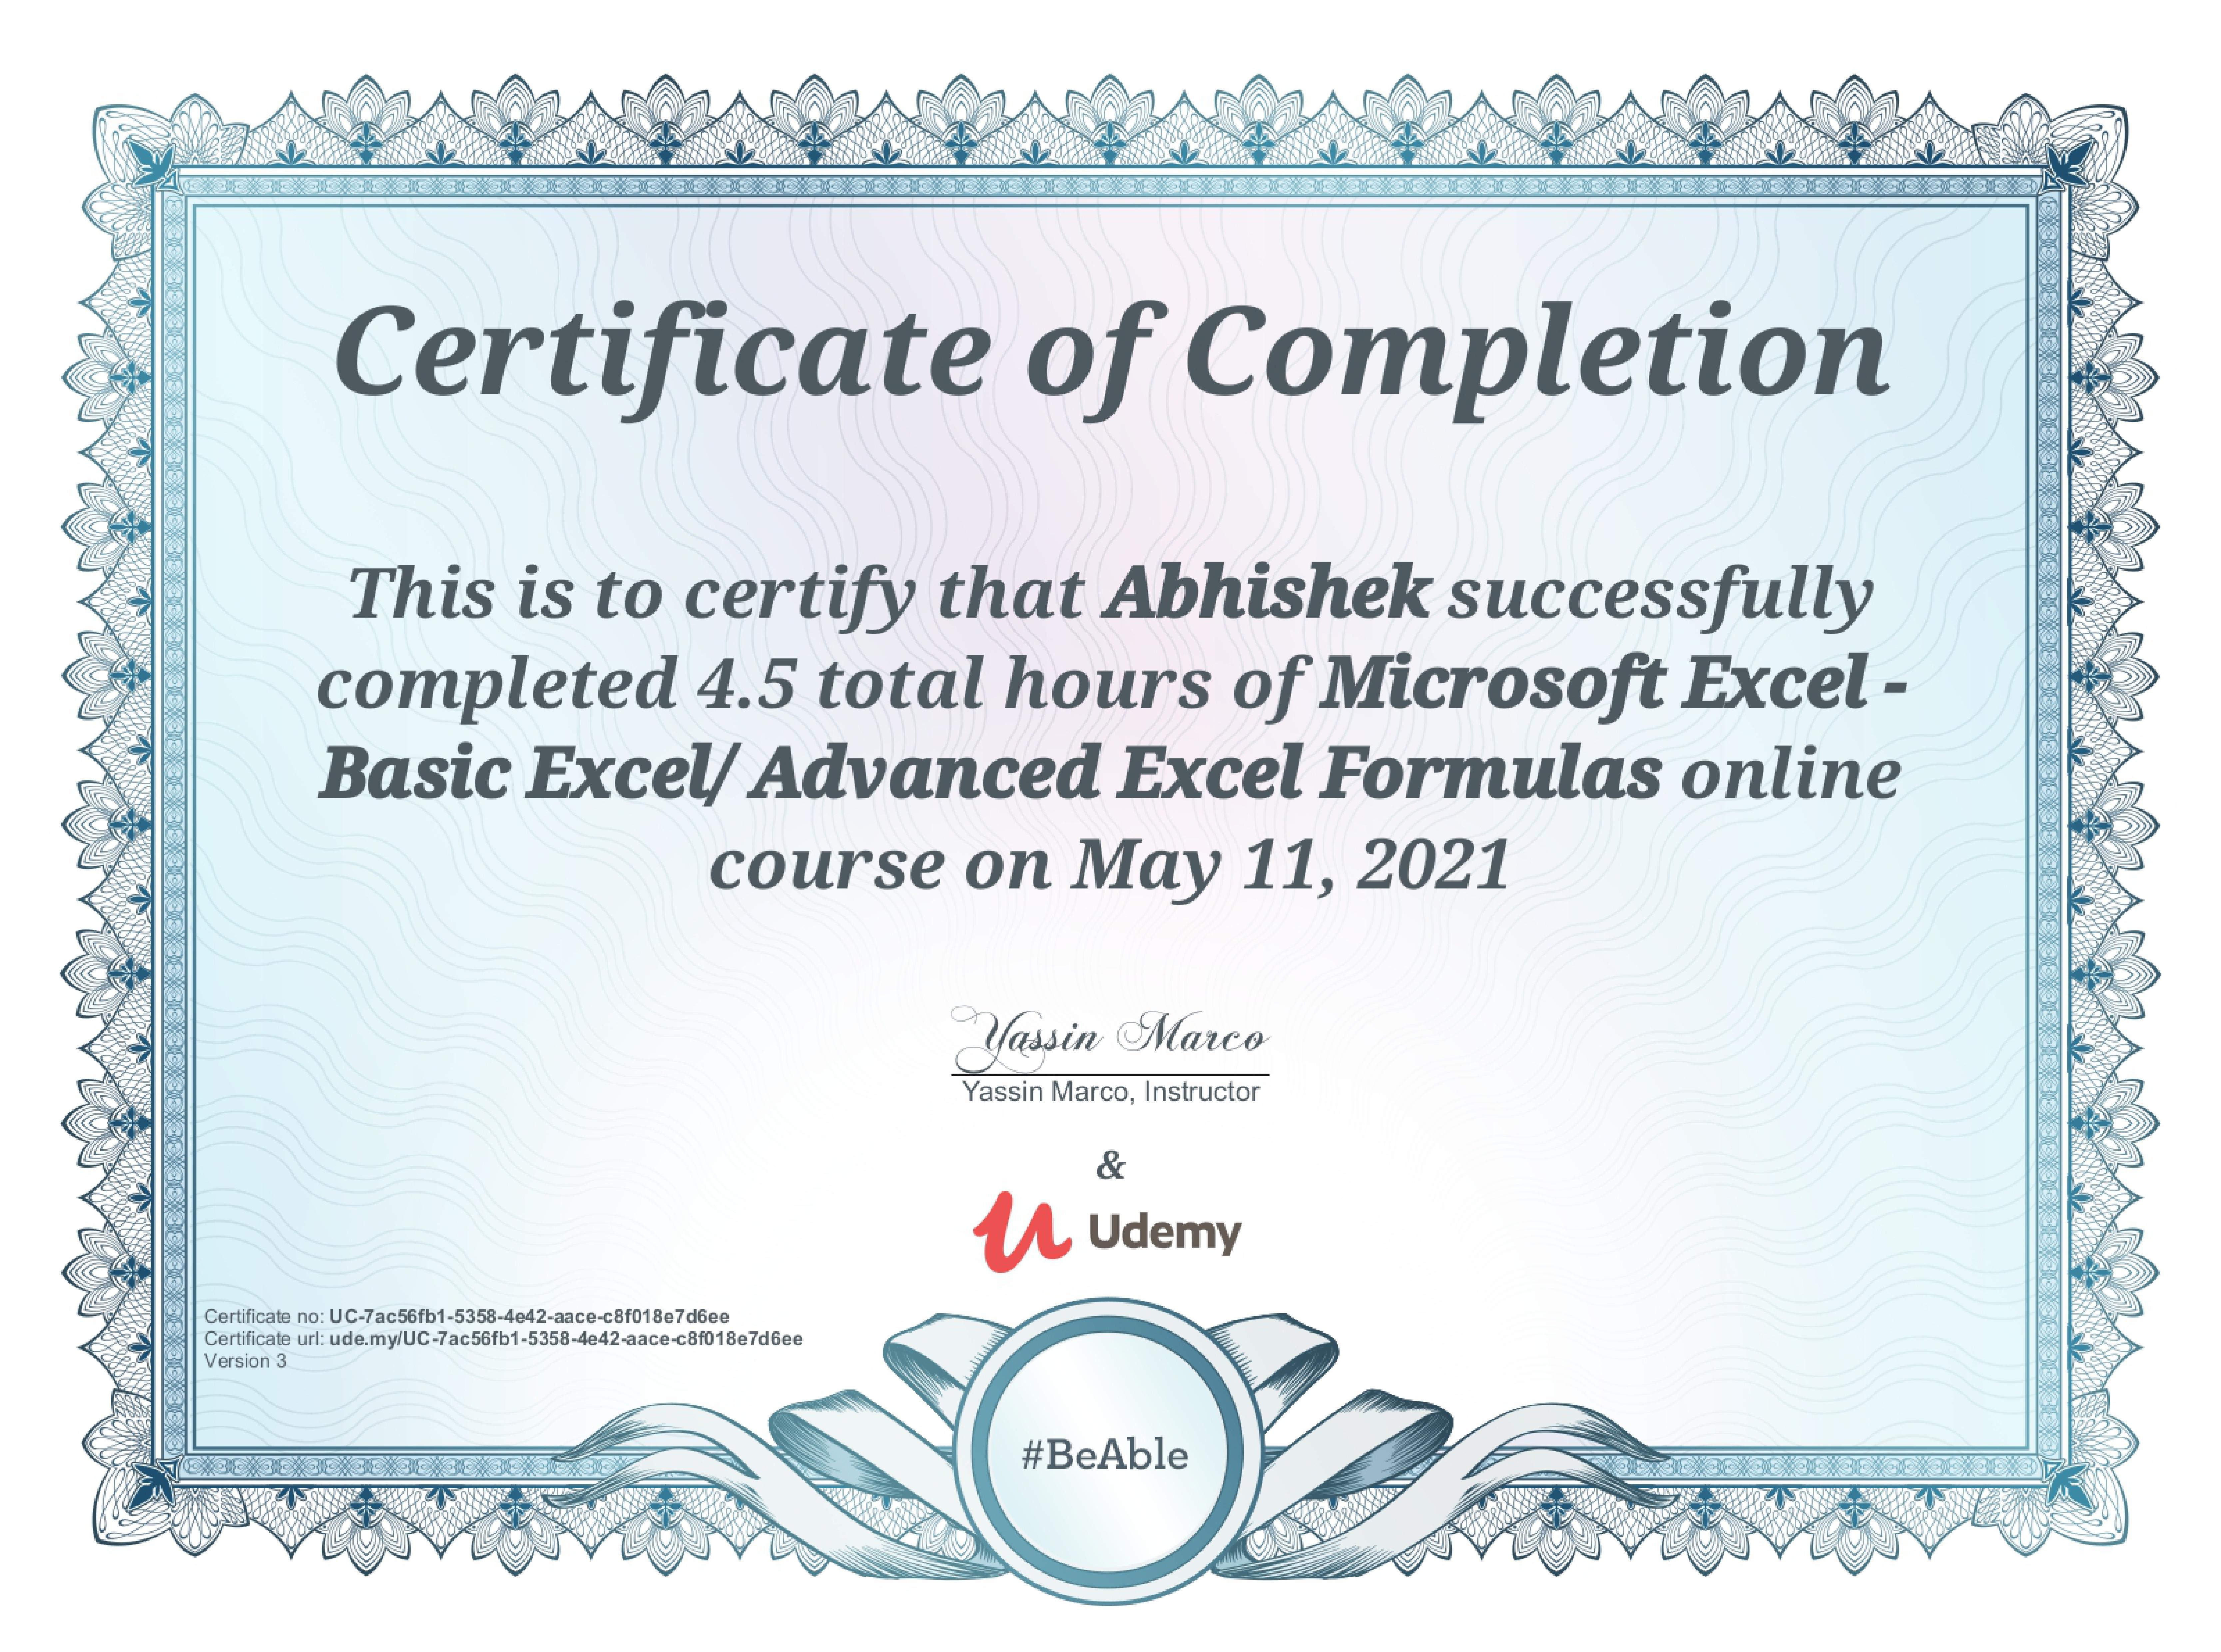 Certificate of Completion
This is to certify that Abhishek successfully
completed 4.5 total hours of Microsoft Excel -
Basic Excel/ Advanced Excel Formulas online
course on May 11, 2021
Yassin Marco
Yassin Marco, Instructor
&
Udemy
Certificate no: UC-7ac56fb1-5358-4e42-aace-c8f018e7d6ee
Certificate url: ude.my/UC-7ac56fb1-5358-4e42-aace-c8f018e7d6ee
Version 3
#BeAble